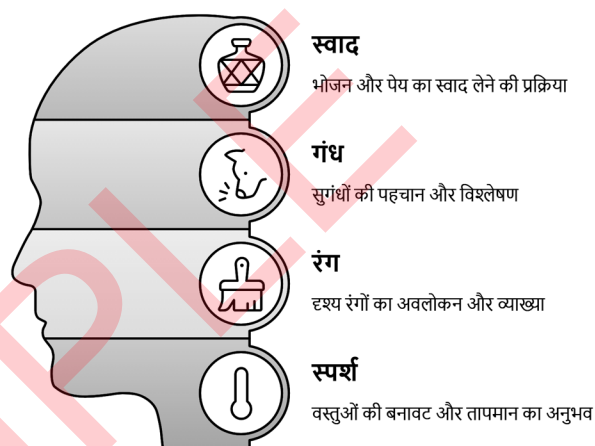 स्वाद
भोजन और पेय का स्वाद लेने की प्रक्रिया
गंध
सुगंधों की पहचान और विश्लेषण
रंग
दृश्य रंगों का अवलोकन और व्याख्या
स्पर्श
वस्तुओं की बनावट और तापमान का अनुभव